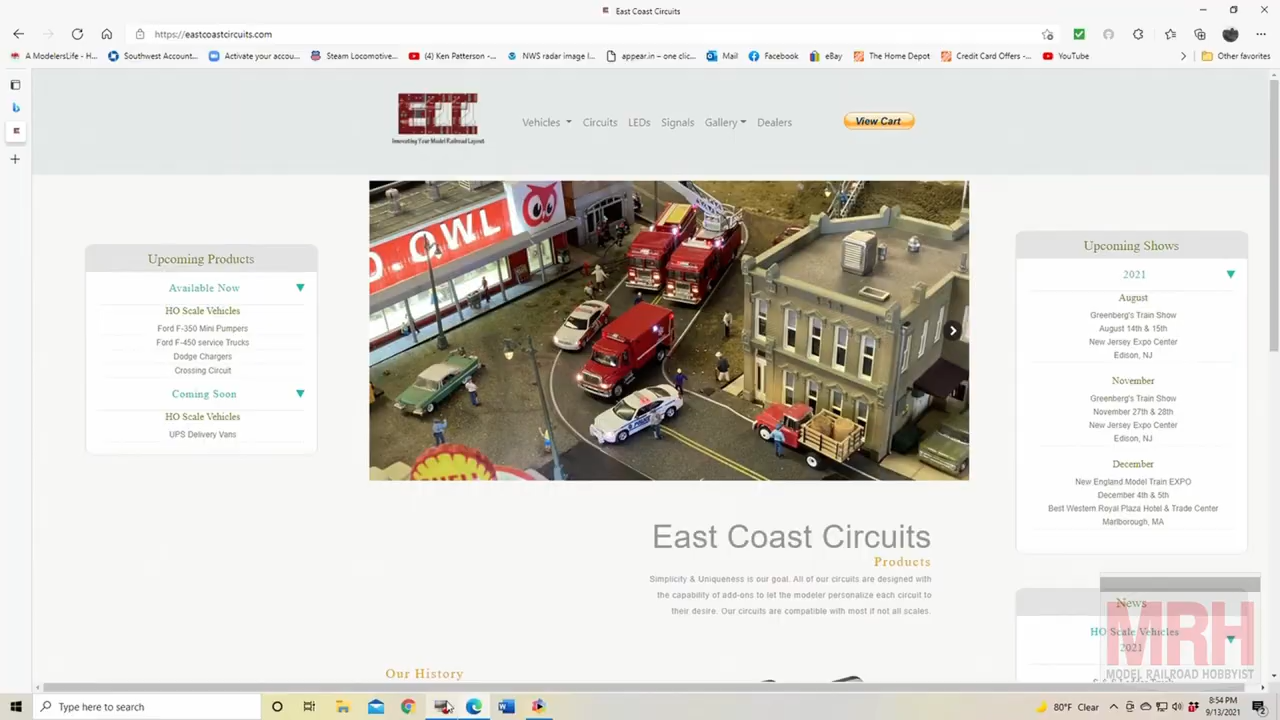 East Coast Circuits
https://eastcoastcircuits.com
A ModelersLife - H...
Southwest Account...
Activate your accou...
Steam Locomotive...
(4) Ken Patterson -...
NWS radar image l...
appear.in – one clic...
Mail
Facebook
eBay
The Home Depot
Credit Card Offers -...
YouTube
Other favorites
ECC
Innovating Your Model Railroad Layout
Vehicles
Circuits
LEDs
Signals
Gallery
Dealers
View Cart
Upcoming Products
Available Now
HO Scale Vehicles
Ford F-350 Mini Pumpers
Ford F-450 service Trucks
Dodge Chargers
Crossing Circuit
Coming Soon
HO Scale Vehicles
UPS Delivery Vans
OWL
SHELL
Upcoming Shows
2021
August
Greenberg's Train Show
August 14th & 15th
New Jersey Expo Center
Edison, NJ
November
Greenberg's Train Show
November 27th & 28th
New Jersey Expo Center
Edison, NJ
December
New England Model Train EXPO
December 4th & 5th
Best Western Royal Plaza Hotel & Trade Center
Marlborough, MA
East Coast Circuits
Products
Simplicity & Uniqueness is our goal. All of our circuits are designed with
the capability of add-ons to let the modeler personalize each circuit to
their desire. Our circuits are compatible with most if not all scales.
Our History
News
HO Scale Vehicles
2021
MRH
MODEL RAILROAD HOBBYIST
Type here to search
80°F Clear
8:54 PM
9/13/2021
2